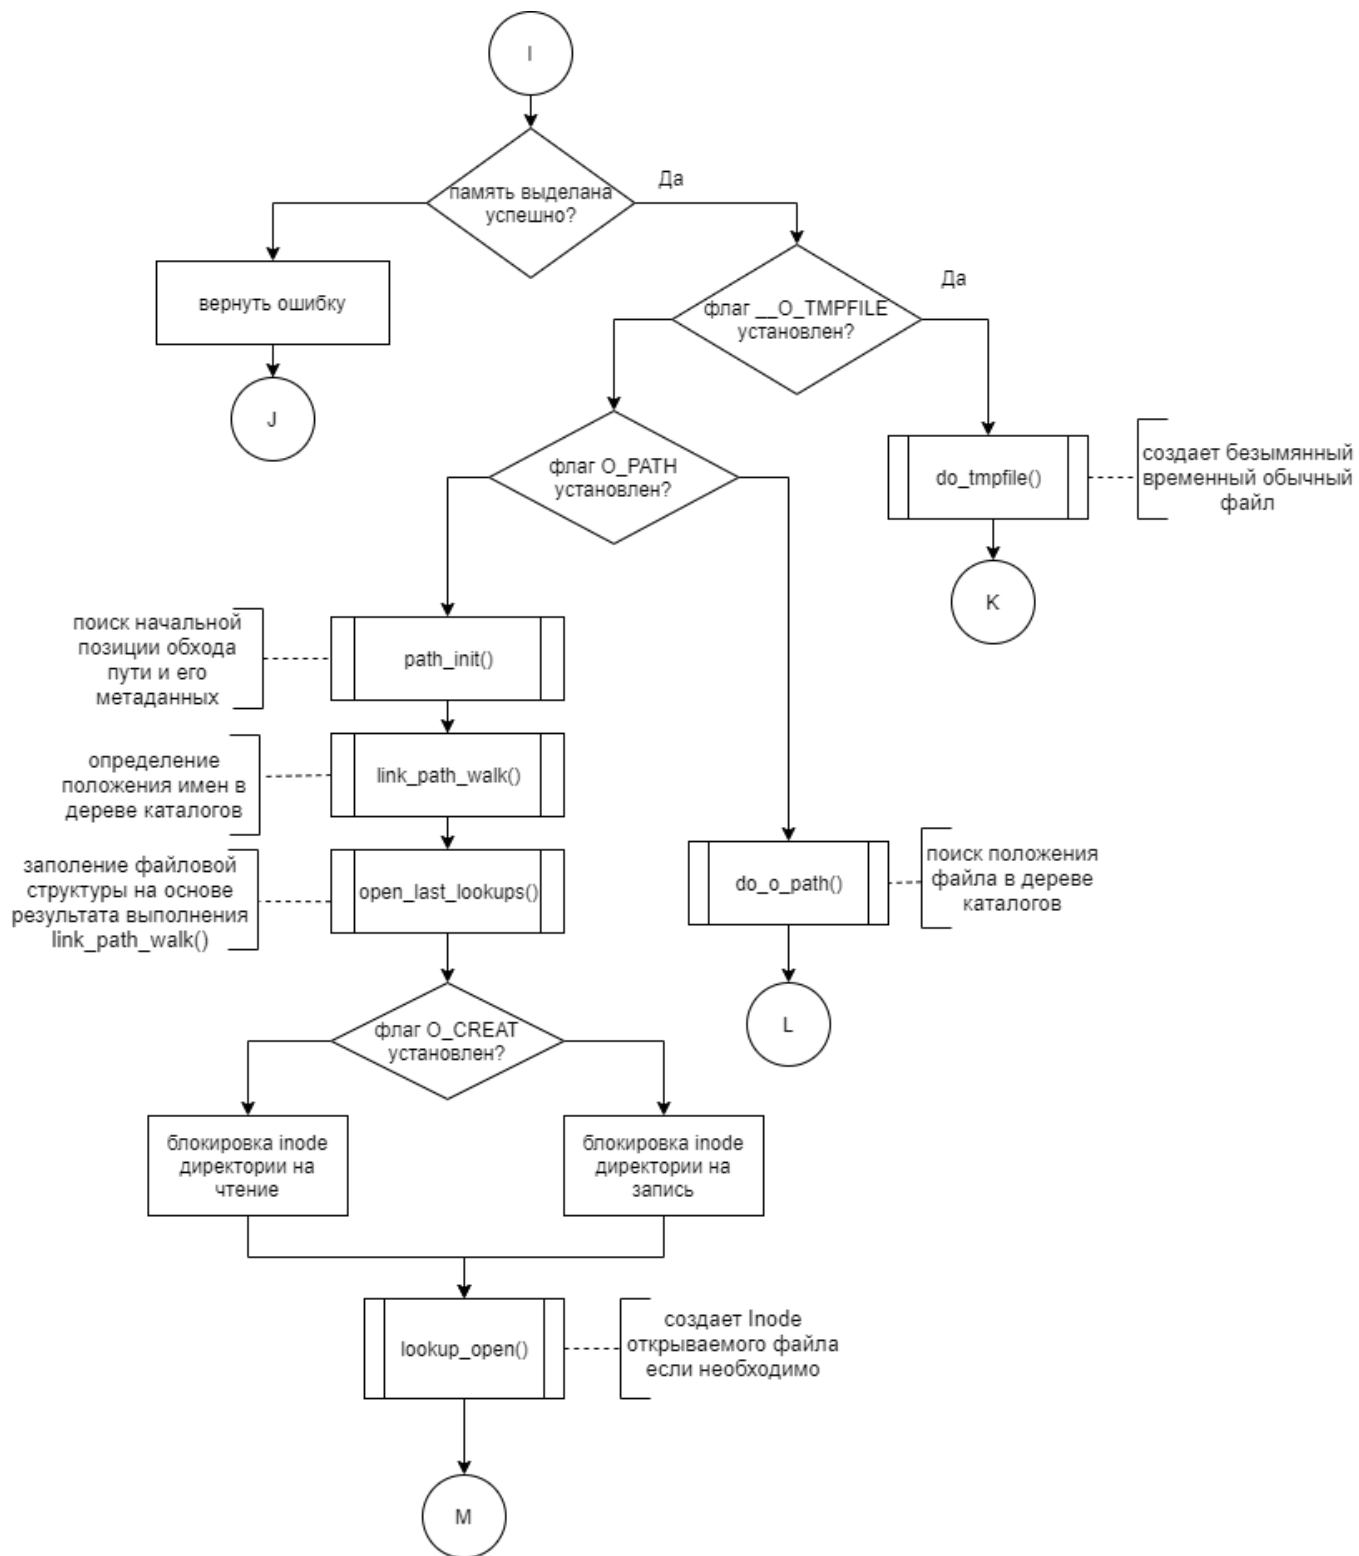 I
память выделана
успешно?
Да
вернуть ошибку
J
флаг __O_TMPFILE
установлен?
Да
флаг O_PATH
установлен?
do_tmpfile()
создает безымянный
временный обычный
файл
K
поиск начальной
позиции обхода
пути и его
метаданных
path_init()
определение
положения имен в
дереве каталогов
link_path_walk()
заполение файловой
структуры на основе
результата выполнения
link_path_walk()
open_last_lookups()
do_o_path()
поиск положения
файла в дереве
каталогов
L
флаг O_CREAT
установлен?
блокировка inode
директории на
чтение
блокировка inode
директории на
запись
lookup_open()
создает Inode
открываемого файла
если необходимо
M